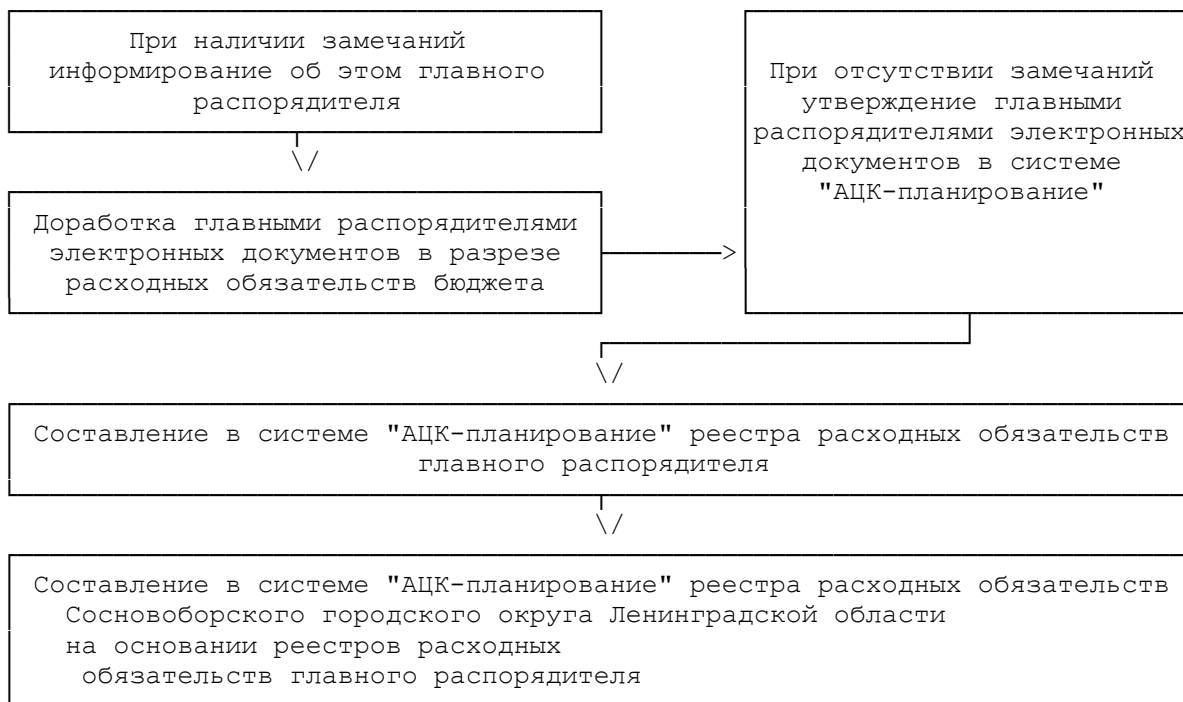 При наличии замечаний
информирование об этом главного
распорядителя
При отсутствии замечаний
утверждение главными
распорядителями электронных
документов в системе
"АЦК-планирование"
Доработка главными распорядителями
электронных документов в разрезе
расходных обязательств бюджета
Составление в системе "АЦК-планирование" реестра расходных обязательств
главного распорядителя
Составление в системе "АЦК-планирование" реестра расходных обязательств
Сосновоборского городского округа Ленинградской области
на основании реестров расходных
обязательств главного распорядителя